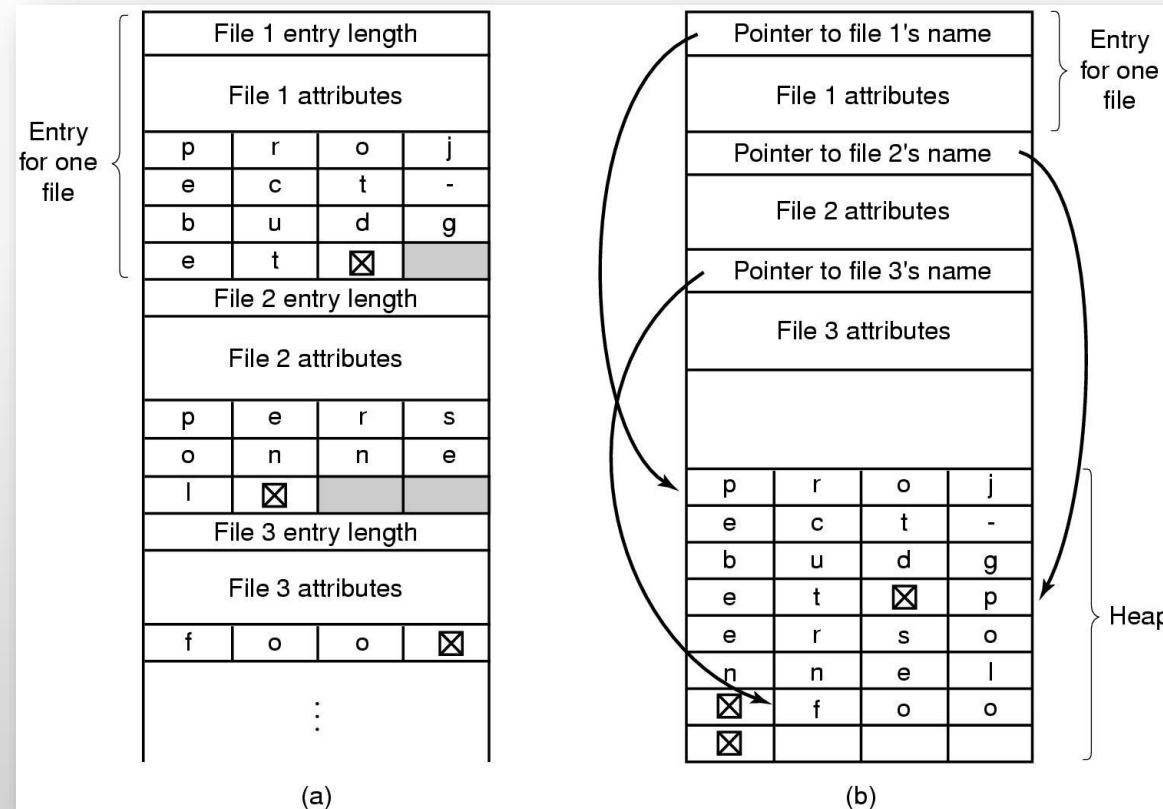 File 1 entry length
File 1 attributes
Entry
for one
file
p r o j
e c t -
b u d g
e t
File 2 entry length
File 2 attributes
p e r s
o n n e
l
File 3 entry length
File 3 attributes
f o o
(a)
Pointer to file 1's name
File 1 attributes
Entry
for one
file
Pointer to file 2's name
File 2 attributes
Pointer to file 3's name
File 3 attributes
p r o j
e c t -
b u d g
e t p
e r s o
n n e l
f o o
Heap
(b)